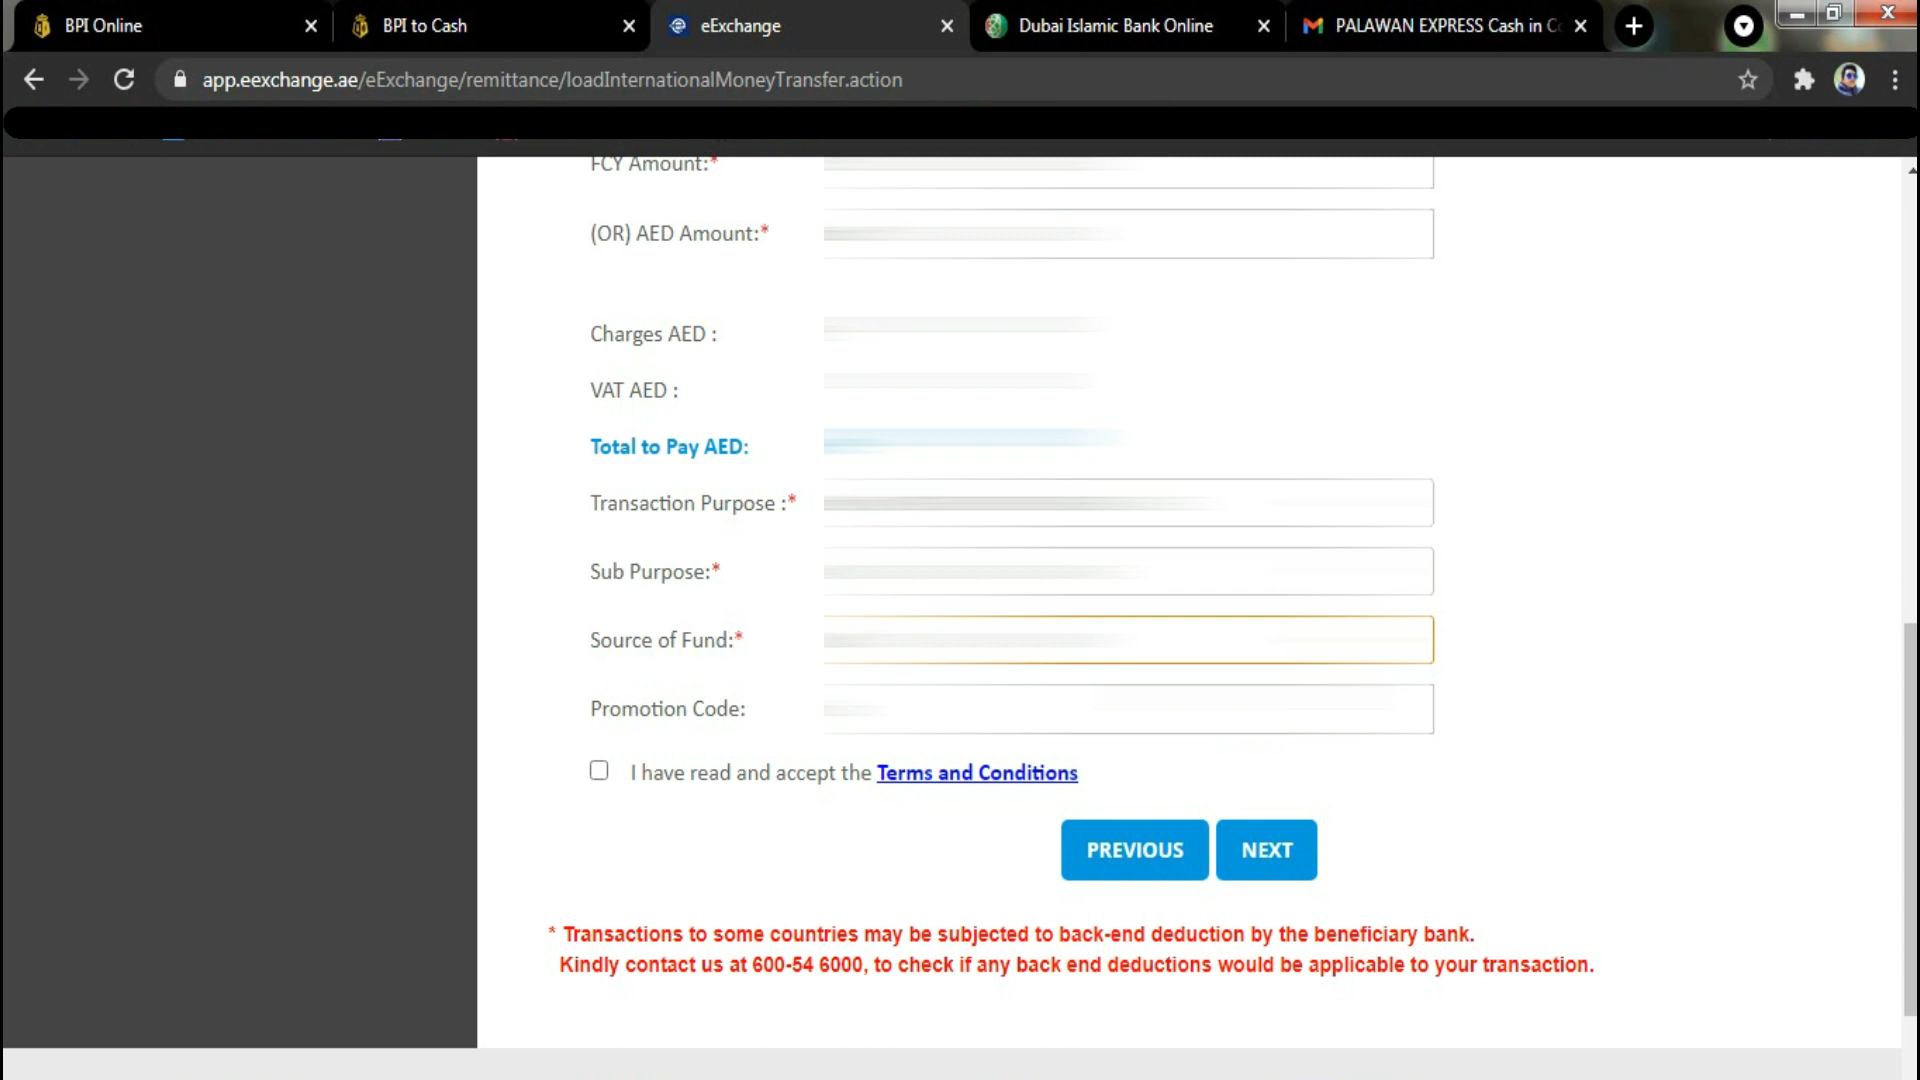 BPI Online
BPI to Cash
eExchange
Dubai Islamic Bank Online
PALAWAN EXPRESS Cash in
app.eexchange.ae/eExchange/remittance/loadInternationalMoneyTransfer.action
FCY Amount:*
(OR) AED Amount:*
Charges AED :
VAT AED :
Total to Pay AED:
Transaction Purpose :*
Sub Purpose:*
Source of Fund:*
Promotion Code:
I have read and accept the Terms and Conditions
PREVIOUS NEXT
* Transactions to some countries may be subjected to back-end deduction by the beneficiary bank.
Kindly contact us at 600-54 6000, to check if any back end deductions would be applicable to your transaction.